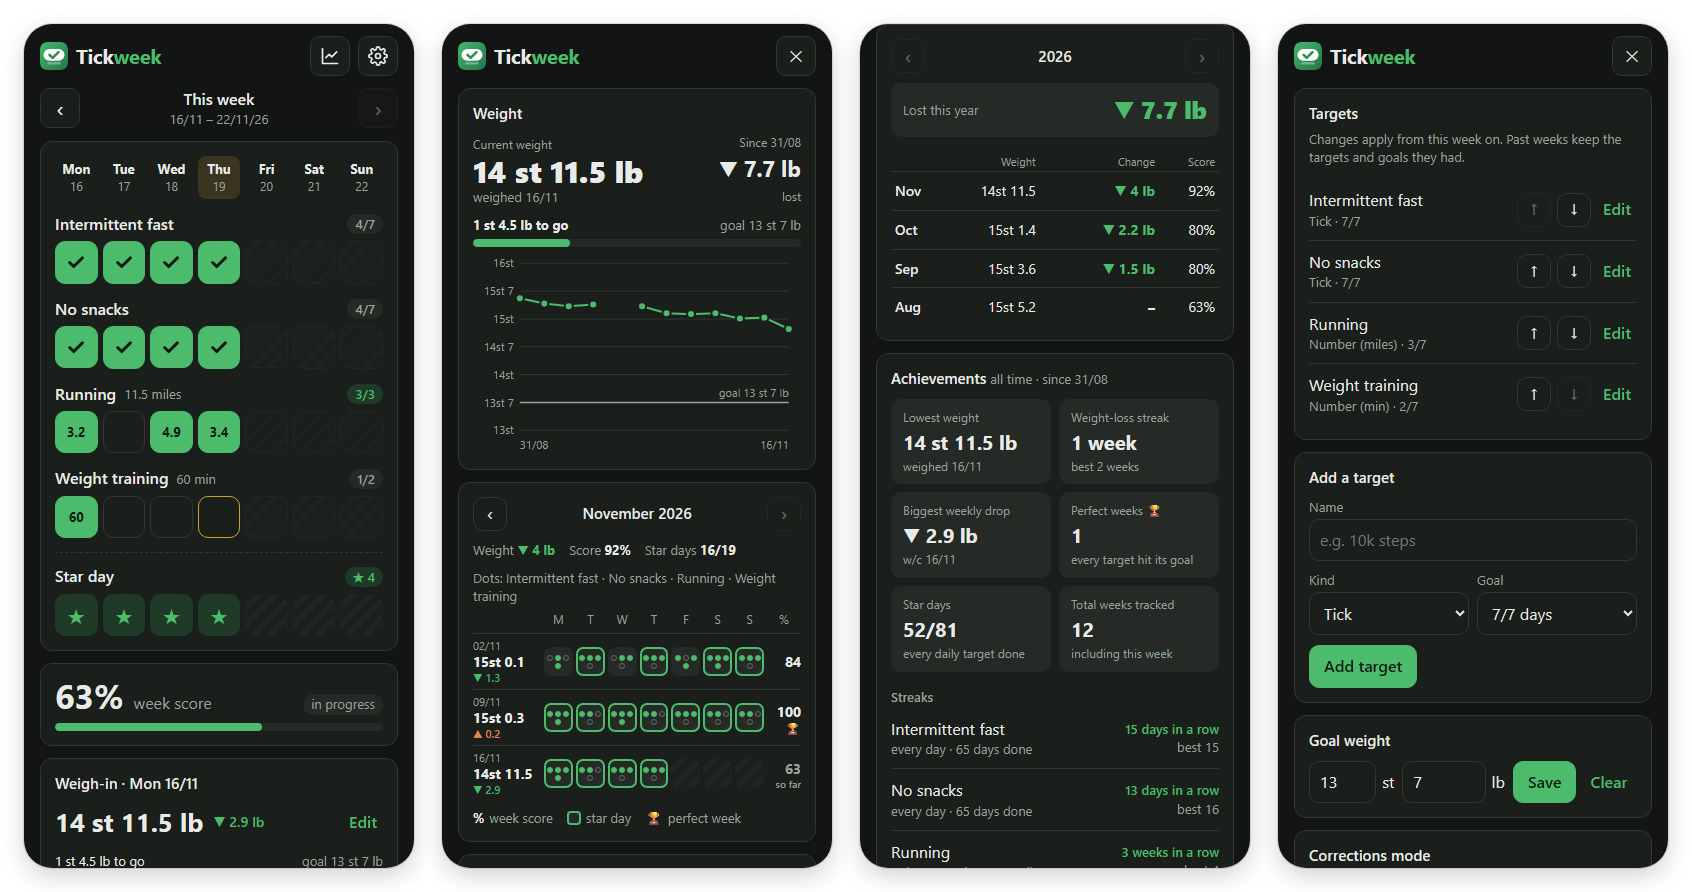 Tickweek
This week
16/11 – 22/11/26
Mon Tue Wed Thu Fri Sat Sun
16 17 18 19 20 21 22
Intermittent fast 4/7
No snacks 4/7
Running 11.5 miles 3/3
3.2 4.9 3.4
Weight training 60 min 1/2
60
Star day ★ 4
63% week score in progress
Weigh-in · Mon 16/11
14 st 11.5 lb ▼ 2.9 lb Edit
1 st 4.5 lb to go goal 13 st 7 lb
Tickweek
Weight
Current weight Since 31/08
14 st 11.5 lb ▼ 7.7 lb
weighed 16/11 lost
1 st 4.5 lb to go goal 13 st 7 lb
16st
15st 7
15st
14st 7
14st
goal 13 st 7 lb
13st 7
13st
31/08 16/11
November 2026
Weight ▼ 4 lb Score 92% Star days 16/19
Dots: Intermittent fast · No snacks · Running · Weight
training
M T W T F S S %
02/11
15st 0.1 84
▼ 1.3
09/11
15st 0.3 100
▲ 0.2
16/11
14st 11.5 63
▼ 2.9 so far
% week score star day perfect week
2026
Lost this year ▼ 7.7 lb
Weight Change Score
Nov 14st 11.5 ▼ 4 lb 92%
Oct 15st 1.4 ▼ 2.2 lb 80%
Sep 15st 3.6 ▼ 1.5 lb 80%
Aug 15st 5.2 – 63%
Achievements all time · since 31/08
Lowest weight
14 st 11.5 lb
weighed 16/11
Weight-loss streak
1 week
best 2 weeks
Biggest weekly drop
▼ 2.9 lb
w/c 16/11
Perfect weeks
1
every target hit its goal
Star days
52/81
every daily target done
Total weeks tracked
12
including this week
Streaks
Intermittent fast 15 days in a row
every day · 65 days done best 15
No snacks 13 days in a row
every day · 65 days done best 16
Running 3 weeks in a row
Tickweek
Targets
Changes apply from this week on. Past weeks keep the
targets and goals they had.
Intermittent fast
Tick · 7/7
↑ ↓ Edit
No snacks
Tick · 7/7
↑ ↓ Edit
Running
Number (miles) · 3/7
↑ ↓ Edit
Weight training
Number (min) · 2/7
↑ ↓ Edit
Add a target
Name
e.g. 10k steps
Kind Goal
Tick 7/7 days
Add target
Goal weight
13 st 7 lb Save Clear
Corrections mode